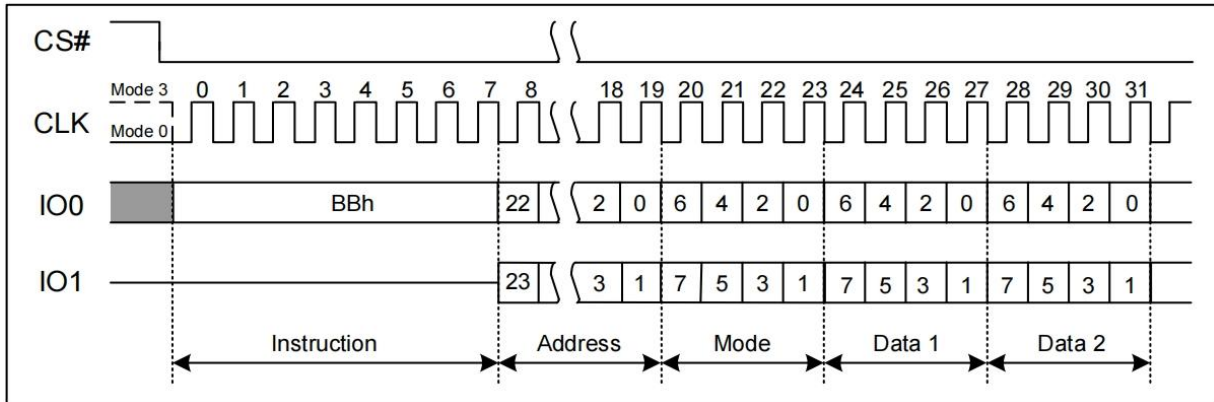 CS#
Mode 3 0 1 2 3 4 5 6 7 8 18 19 20 21 22 23 24 25 26 27 28 29 30 31
CLK
Mode 0
IO0 BBh 22 2 0 6 4 2 0 6 4 2 0 6 4 2 0
IO1 23 3 1 7 5 3 1 7 5 3 1 7 5 3 1
Instruction Address Mode Data 1 Data 2